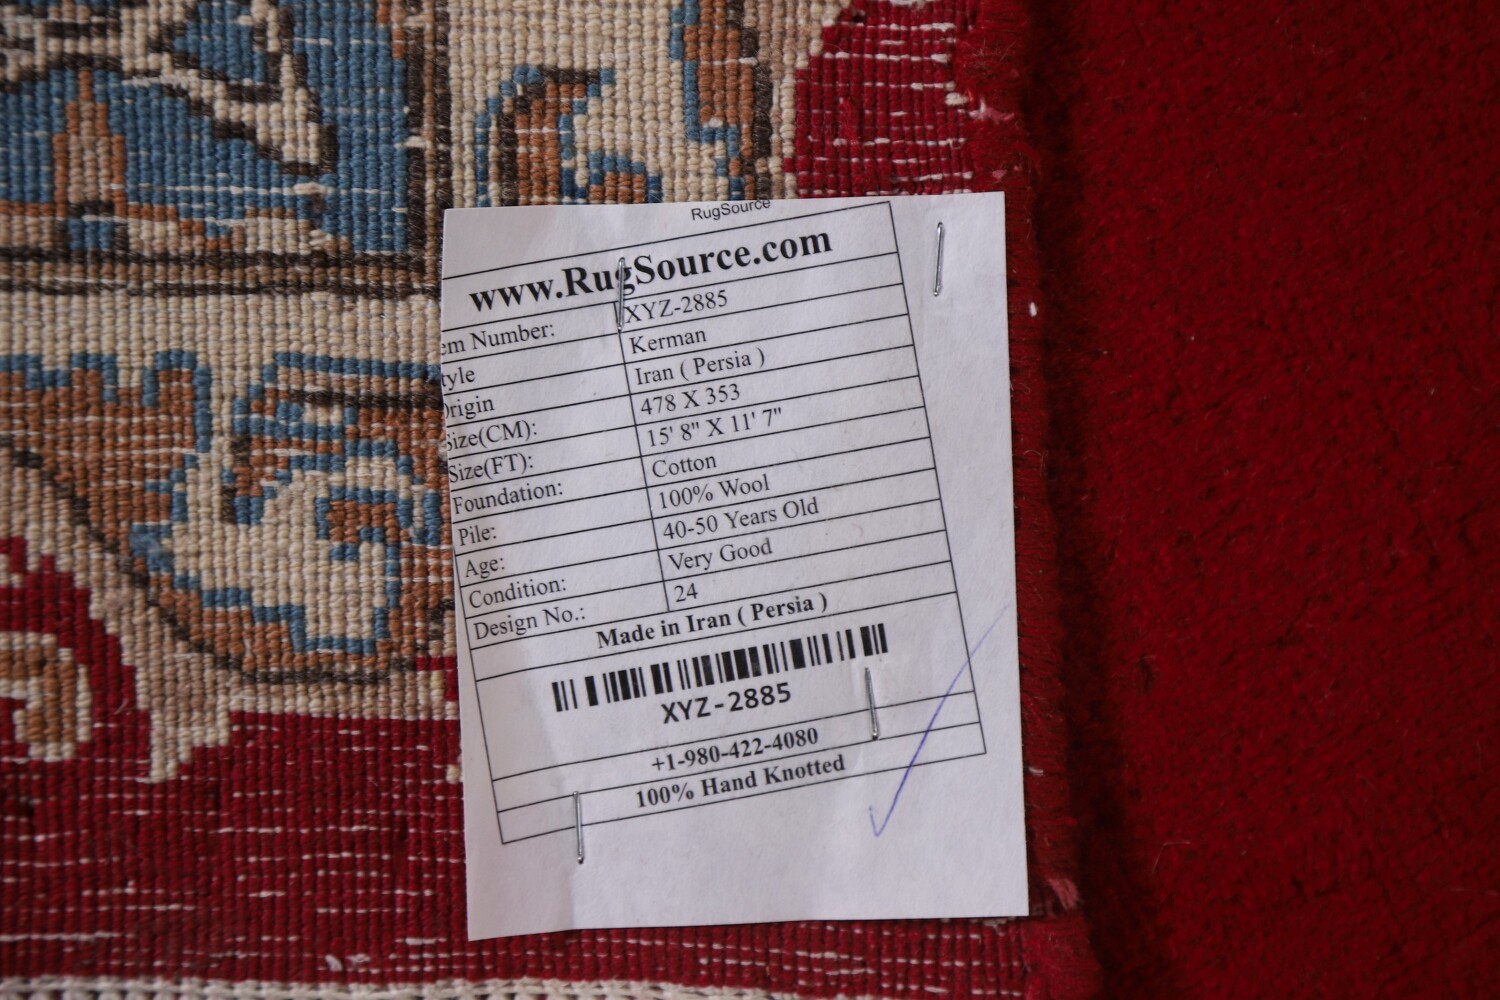 RugSource
www.RugSource.com
em Number: XYZ-2885
tyle Kerman
Origin Iran ( Persia )
Size(CM): 478 X 353
Size(FT): 15' 8" X 11' 7"
Foundation: Cotton
Pile: 100% Wool
Age: 40-50 Years Old
Condition: Very Good
Design No.: 24
Made in Iran ( Persia )
XYZ-2885
+1-980-422-4080
100% Hand Knotted